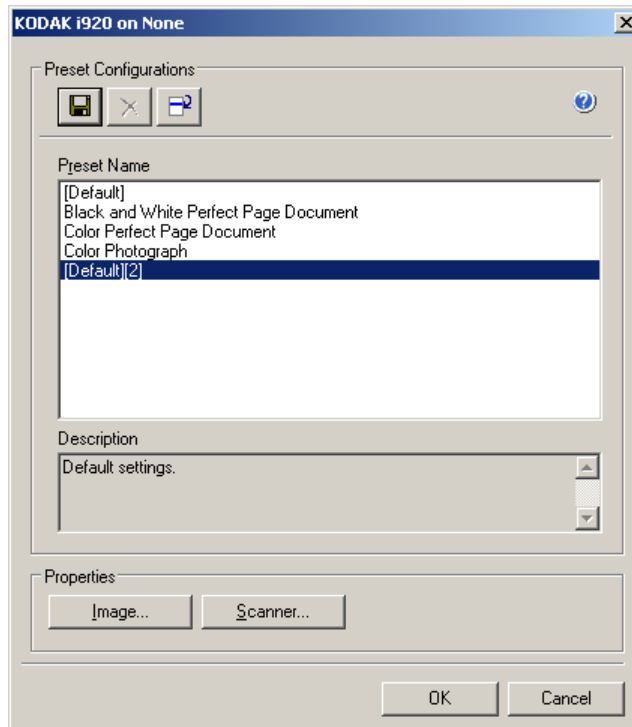 KODAK i920 on None
Preset Configurations
Preset Name
[Default]
Black and White Perfect Page Document
Color Perfect Page Document
Color Photograph
[Default][2]
Description
Default settings.
Properties
Image... Scanner...
OK Cancel